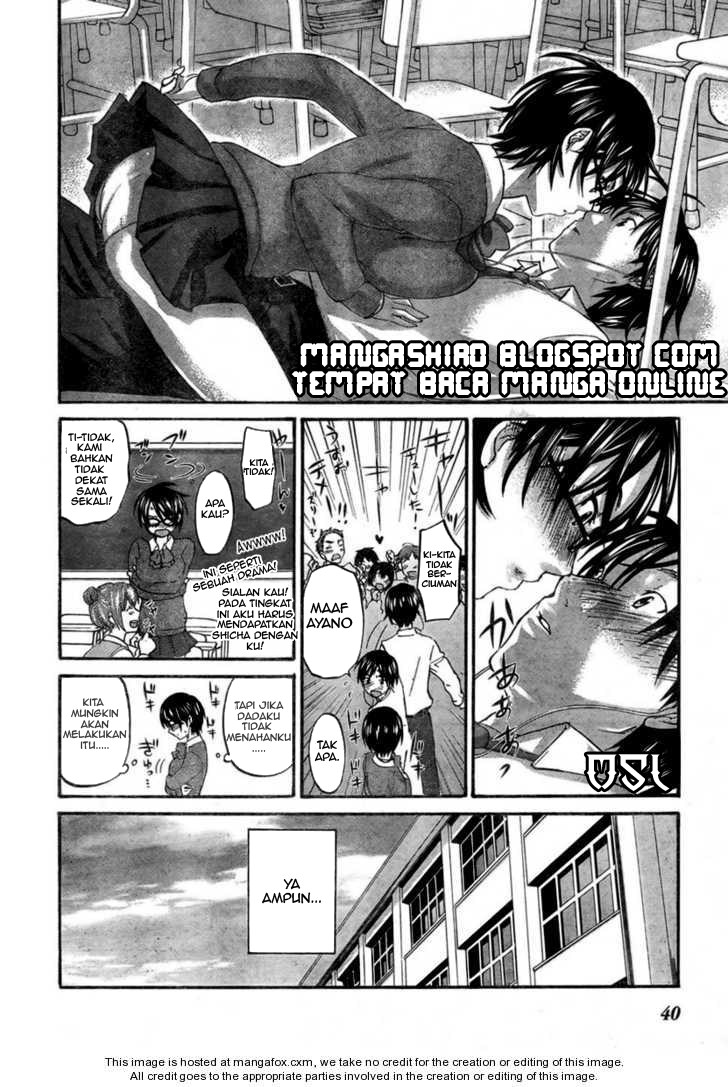 MANGASHIRO BLOGSPOT COM
TEMPAT BACA MANGA ONLINE
KI-KITA
TIDAK
BER-
CIUMAN
MAAF
AYANO
TAK
APA.
KITA
TIDAK!
APA
KAU?
TI-TIDAK,
KAMI
BAHKAN
TIDAK
DEKAT
SAMA
SEKALI!
AWWWW!
INI SEPERTI
SEBUAH DRAMA!
SIALAN KAU!
PADA TINGKAT
INI AKU HARUS
MENDAPATKAN
SHICHA DENGAN
KU!
TAPI JIKA
DADAKU
TIDAK
MENAHANKU
.....
KITA
MUNGKIN
AKAN
MELAKUKAN
ITU.....
YA
AMPUN...
40
This image is hosted at mangafox.cxm, we take no credit for the creation or editing of this image.
All credit goes to the appropriate parties involved in hosting, creation or editing of this image.